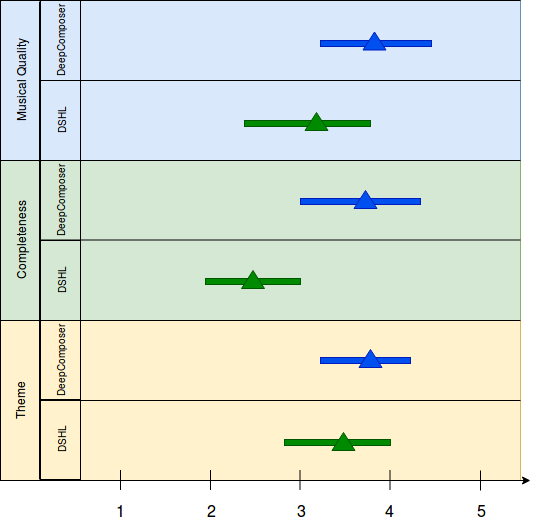 Musical Quality
DeepComposer
DSHL
Completeness
DeepComposer
DSHL
Theme
DeepComposer
DSHL
1 2 3 4 5